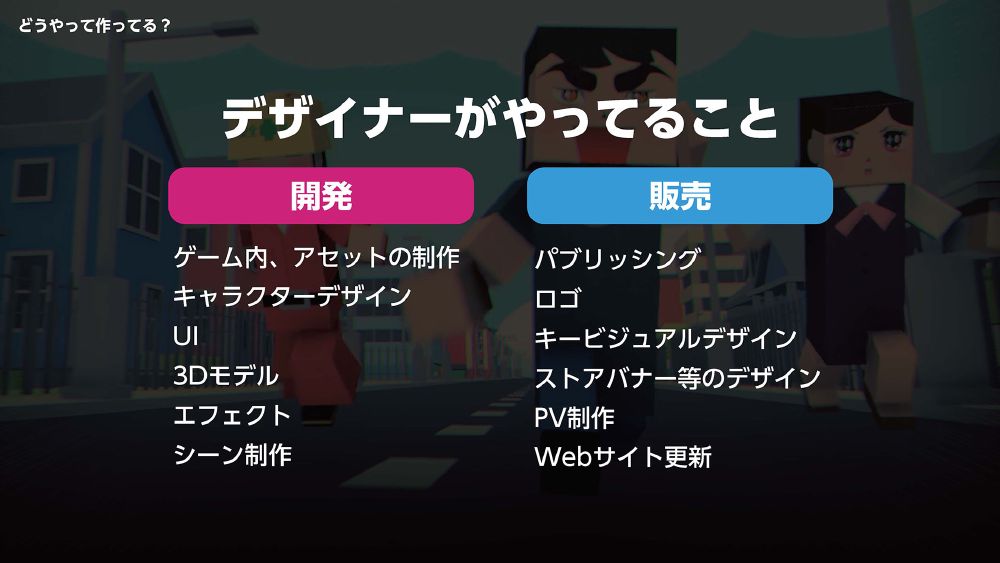 どうやって作ってる？
デザイナーがやってること
開発
ゲーム内、アセットの制作
キャラクターデザイン
UI
3Dモデル
エフェクト
シーン制作
販売
パブリッシング
ロゴ
キービジュアルデザイン
ストアバナー等のデザイン
PV制作
Webサイト更新